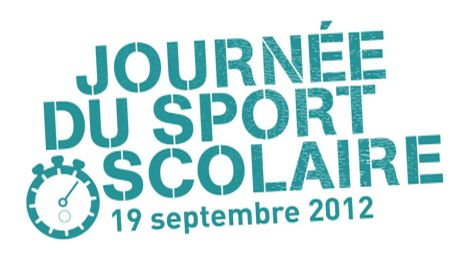 JOURNÉE
DU SPORT
SCOLAIRE
19 septembre 2012